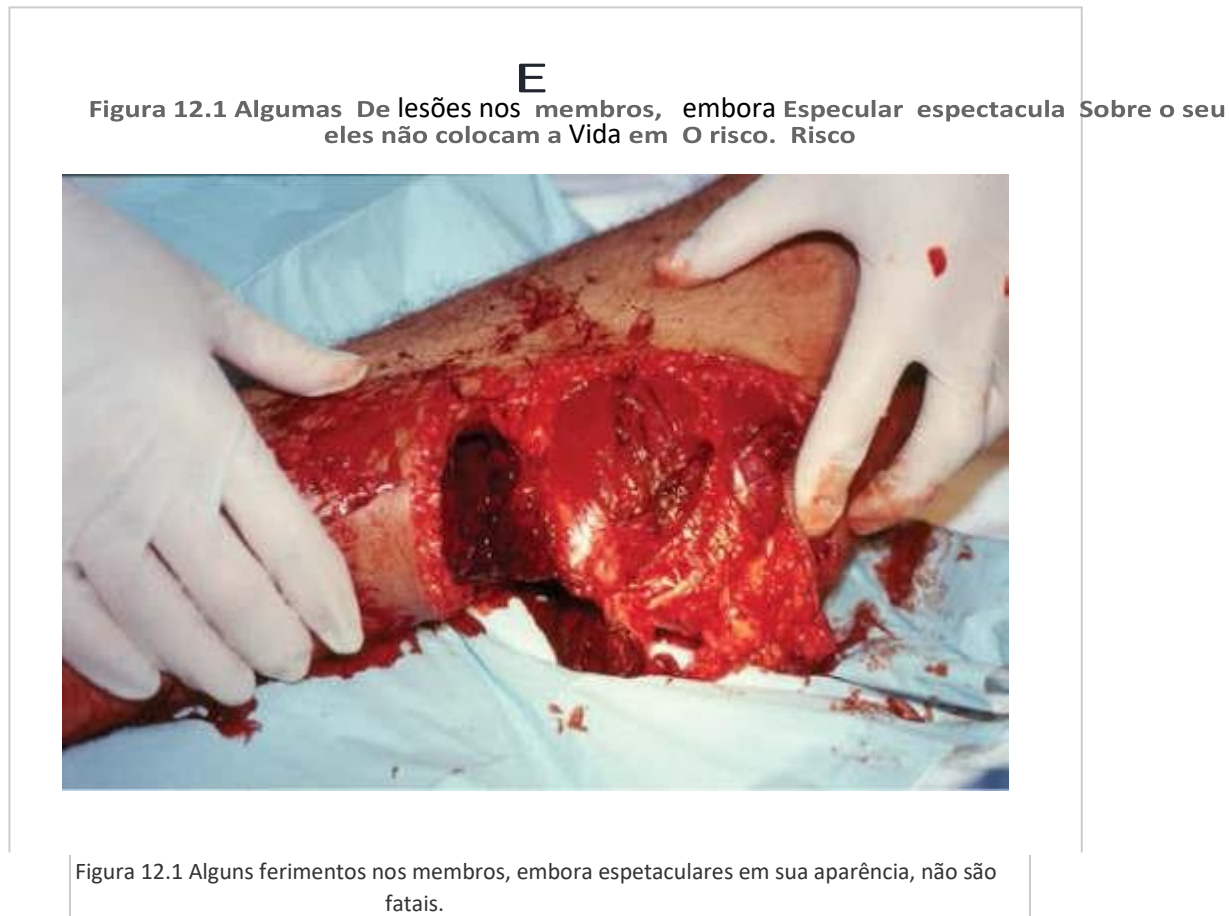 E
Figura 12.1 Algumas De lesões nos membros, embora Especular espectacula Sobre o seu
eles não colocam a Vida em O risco. Risco
Figura 12.1 Alguns ferimentos nos membros, embora espetaculares em sua aparência, não são
fatais.